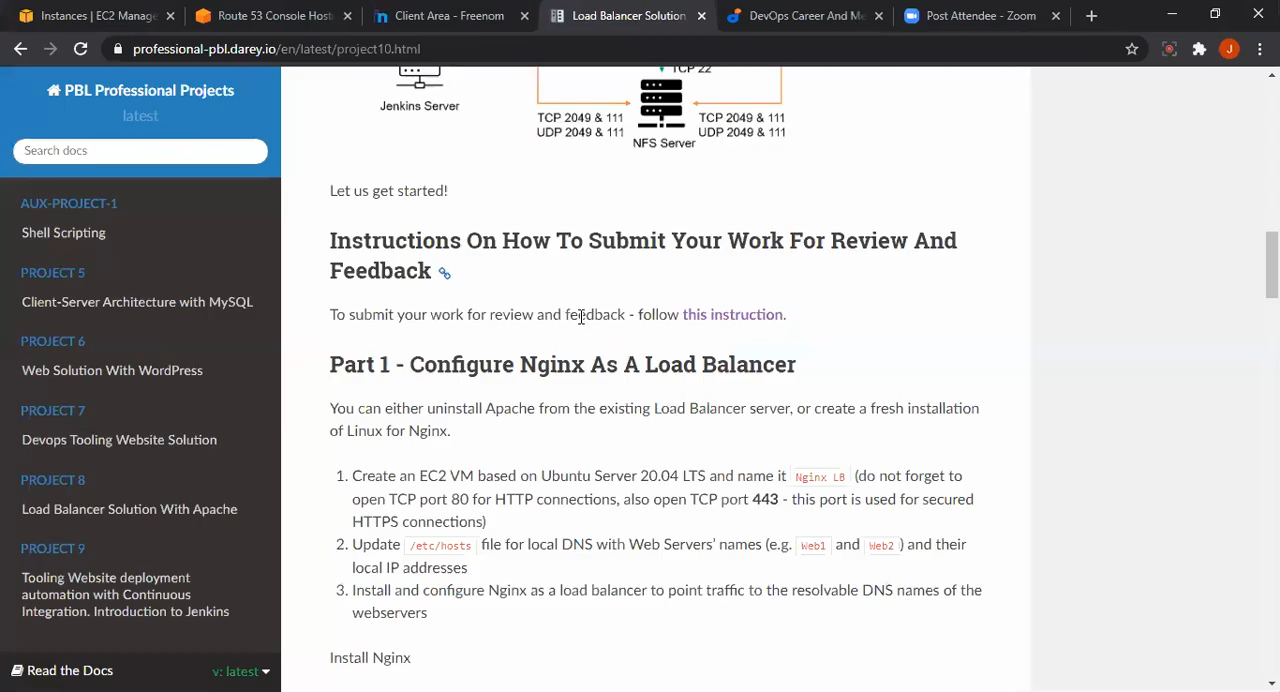 Instances | EC2 Manage
Route 53 Console Host
Client Area - Freenom
Load Balancer Solution
DevOps Career And Me
Post Attendee - Zoom
professional-pbl.darey.io/en/latest/project10.html
J
PBL Professional Projects
latest
Search docs
AUX-PROJECT-1
Shell Scripting
PROJECT 5
Client-Server Architecture with MySQL
PROJECT 6
Web Solution With WordPress
PROJECT 7
Devops Tooling Website Solution
PROJECT 8
Load Balancer Solution With Apache
PROJECT 9
Tooling Website deployment
automation with Continuous
Integration. Introduction to Jenkins
Read the Docs
v: latest
TCP 22
Jenkins Server
TCP 2049 & 111
UDP 2049 & 111
TCP 2049 & 111
UDP 2049 & 111
NFS Server
Let us get started!
Instructions On How To Submit Your Work For Review And
Feedback
To submit your work for review and feedback - follow this instruction.
Part 1 - Configure Nginx As A Load Balancer
You can either uninstall Apache from the existing Load Balancer server, or create a fresh installation
of Linux for Nginx.
1. Create an EC2 VM based on Ubuntu Server 20.04 LTS and name it Nginx LB (do not forget to
open TCP port 80 for HTTP connections, also open TCP port 443 - this port is used for secured
HTTPS connections)
2. Update /etc/hosts file for local DNS with Web Servers' names (e.g. Web1 and Web2) and their
local IP addresses
3. Install and configure Nginx as a load balancer to point traffic to the resolvable DNS names of the
webservers
Install Nginx